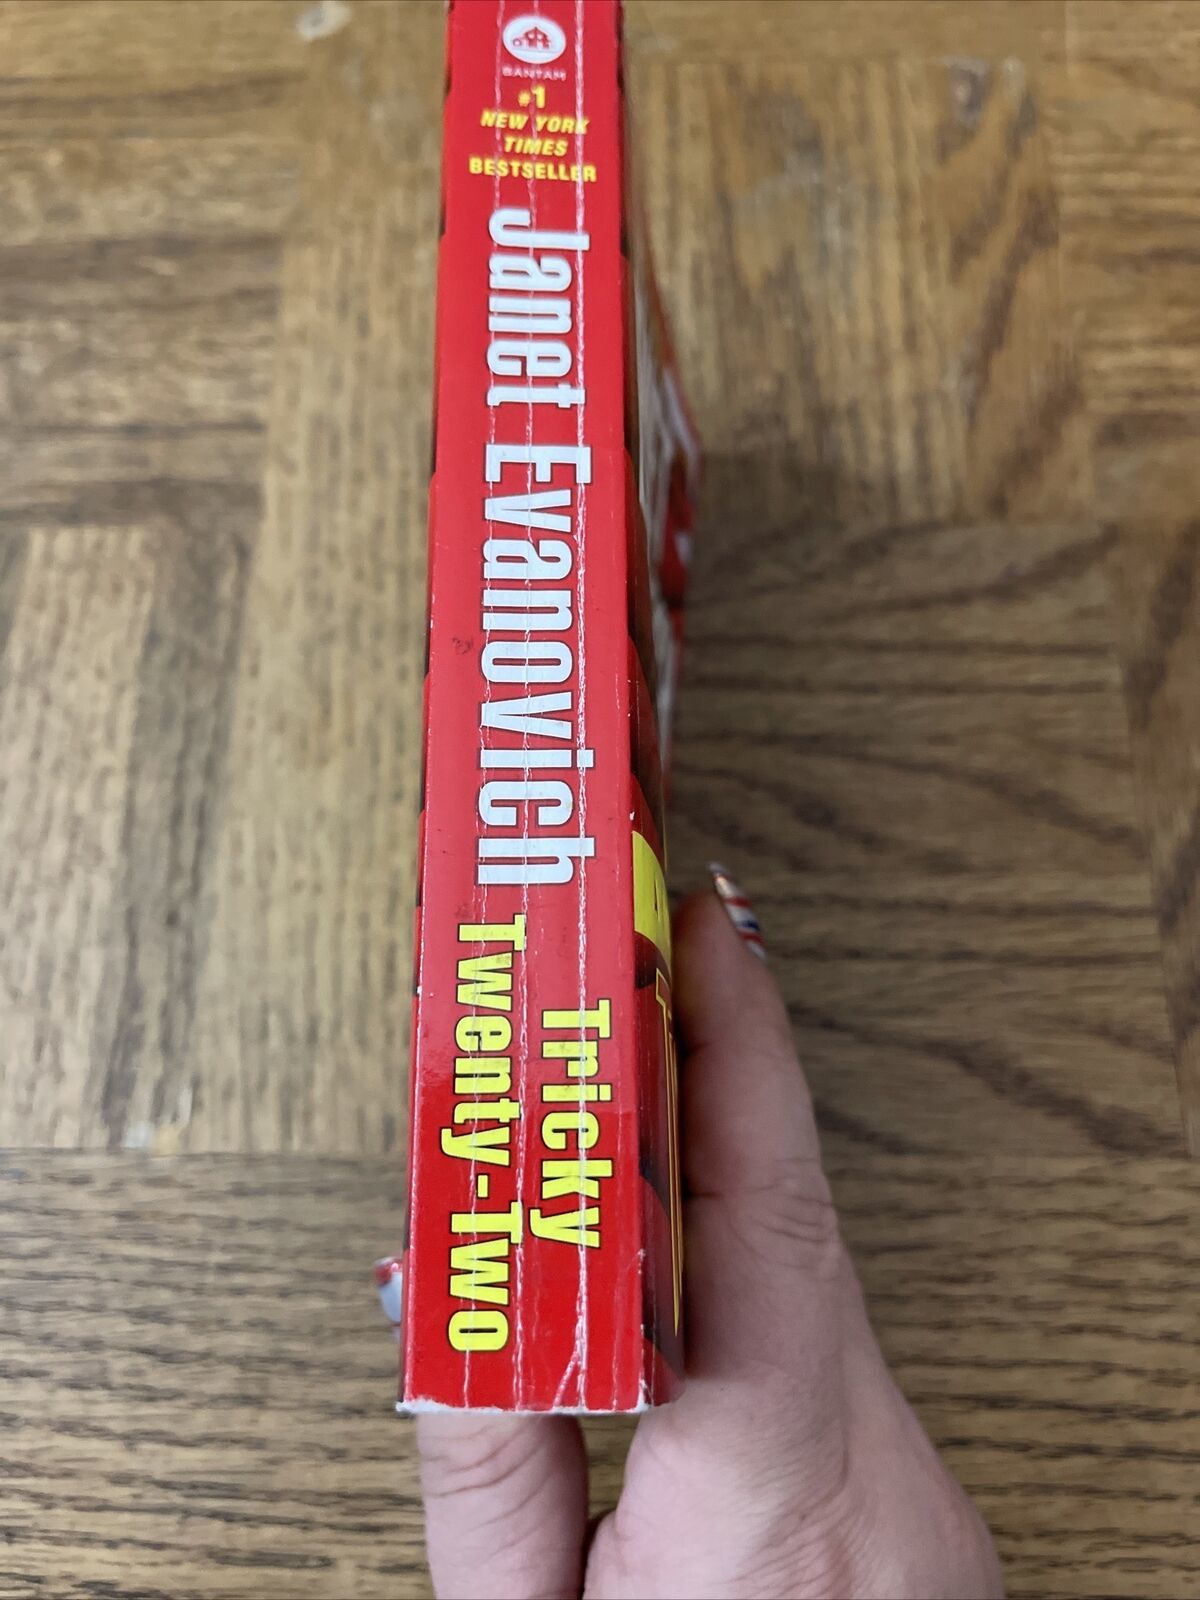 BANTAM
#1
NEW YORK
TIMES
BESTSELLER
Janet Evanovich
Tricky
Twenty-Two